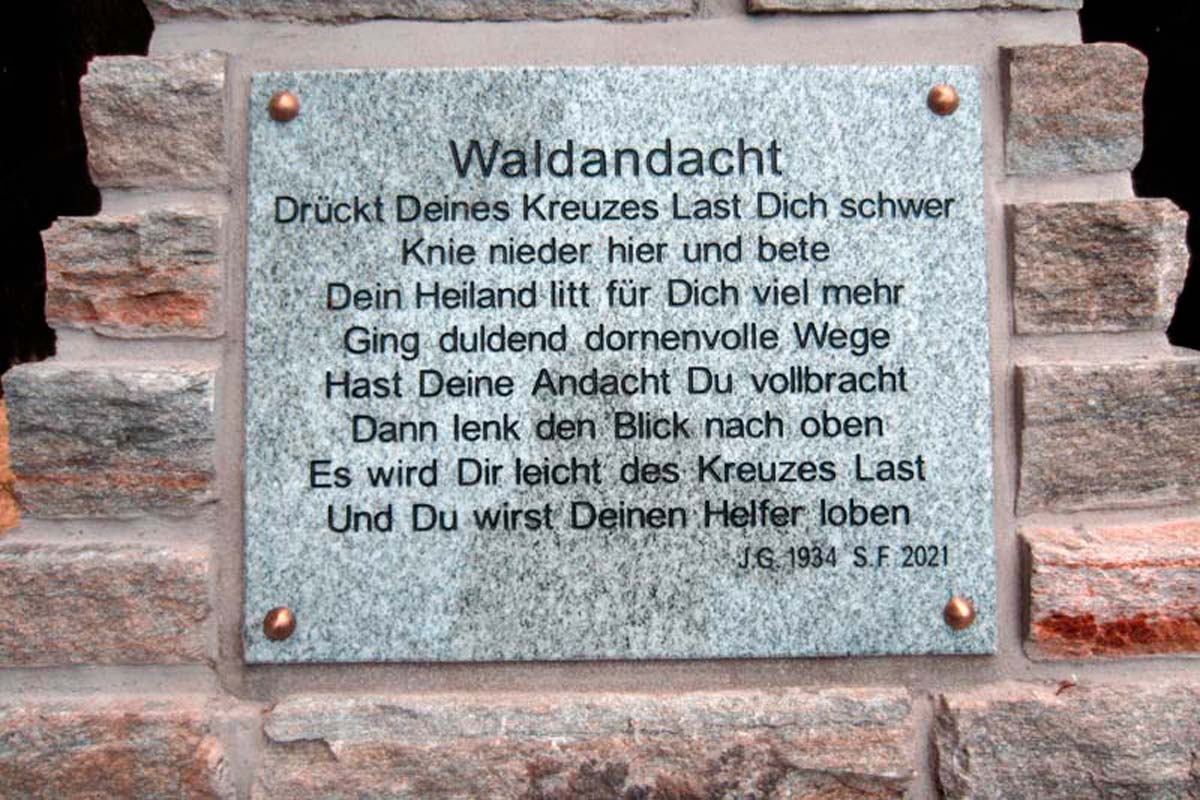 Waldandacht
Drückt Deines Kreuzes Last Dich schwer
Knie nieder hier und bete
Dein Heiland litt für Dich viel mehr
Ging duldend dornenvolle Wege
Hast Deine Andacht Du vollbracht
Dann lenk den Blick nach oben
Es wird Dir leicht des Kreuzes Last
Und Du wirst Deinen Helfer loben
J.G. 1934 S.F. 2021